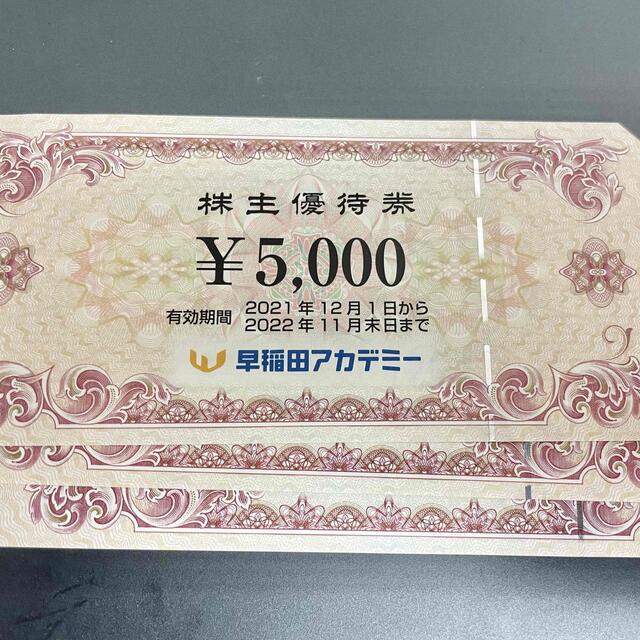 株主優待券
￥5,000
有効期間 2021年12月1日から
2022年11月末日まで
早稲田アカデミー